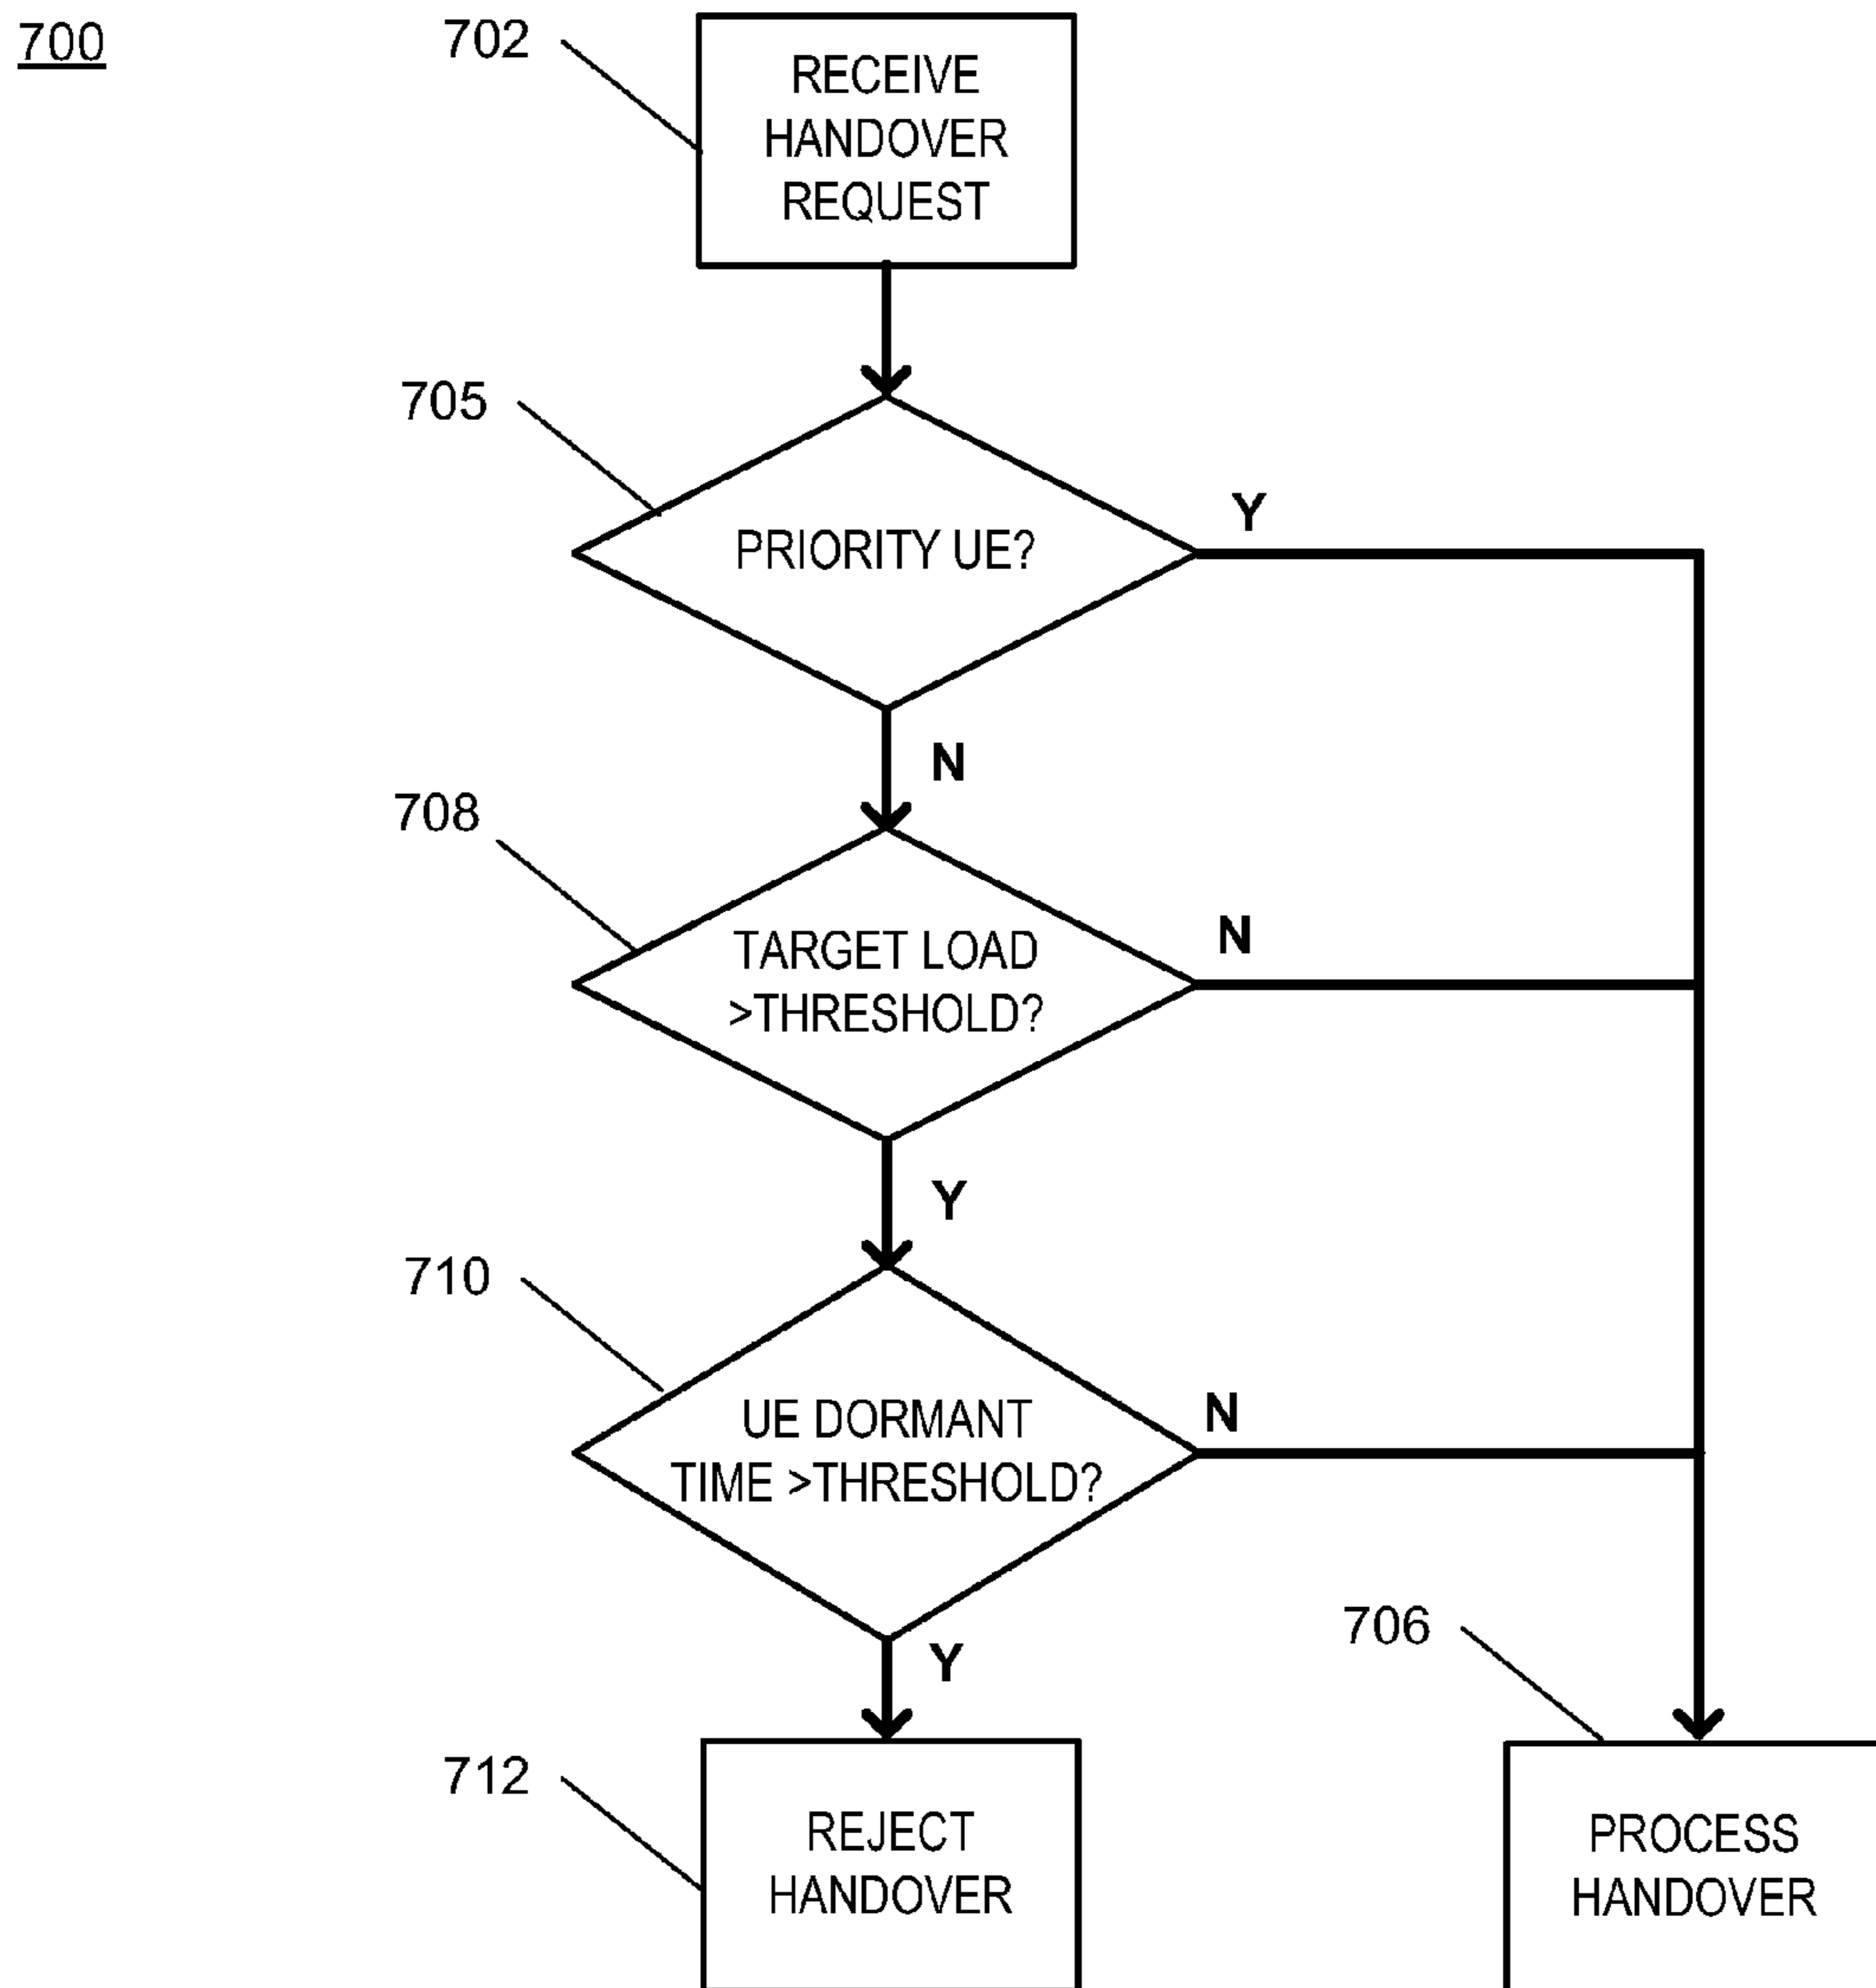 700
702
RECEIVE
HANDOVER
REQUEST
705
PRIORITY UE?
Y
N
708
TARGET LOAD
>THRESHOLD?
N
Y
710
UE DORMANT
TIME >THRESHOLD?
N
Y
706
712
REJECT
HANDOVER
PROCESS
HANDOVER